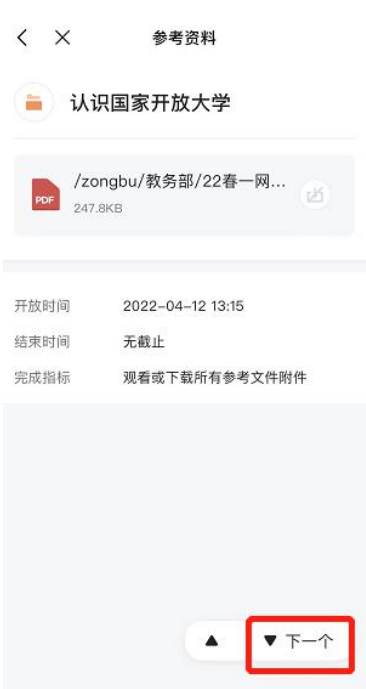 参考资料
认识国家开放大学
PDF
/zongbu/教务部/22春一网...
247.8KB
开放时间 2022-04-12 13:15
结束时间 无截止
完成指标 观看或下载所有参考文件附件
▲ ▼ 下一个